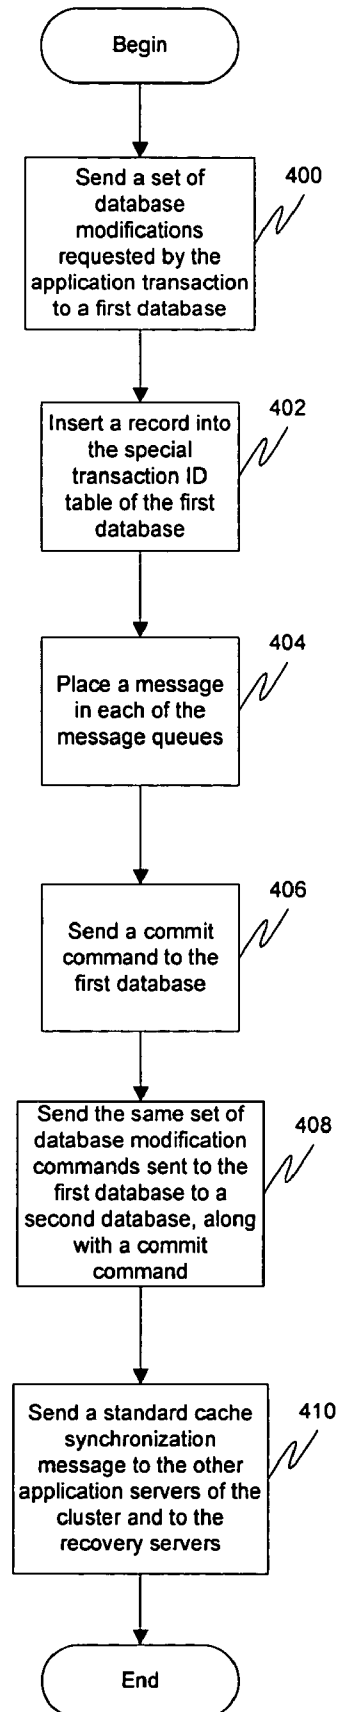 Begin
Send a set of
database
modifications
requested by the
application transaction
to a first database
400
Insert a record into
the special
transaction ID
table of the first
database
402
Place a message
in each of the
message queues
404
Send a commit
command to the
first database
406
Send the same set of
database modification
commands sent to the
first database to a
second database, along
with a commit
command
408
Send a standard cache
synchronization
message to the other
application servers of the
cluster and to the
recovery servers
410
End